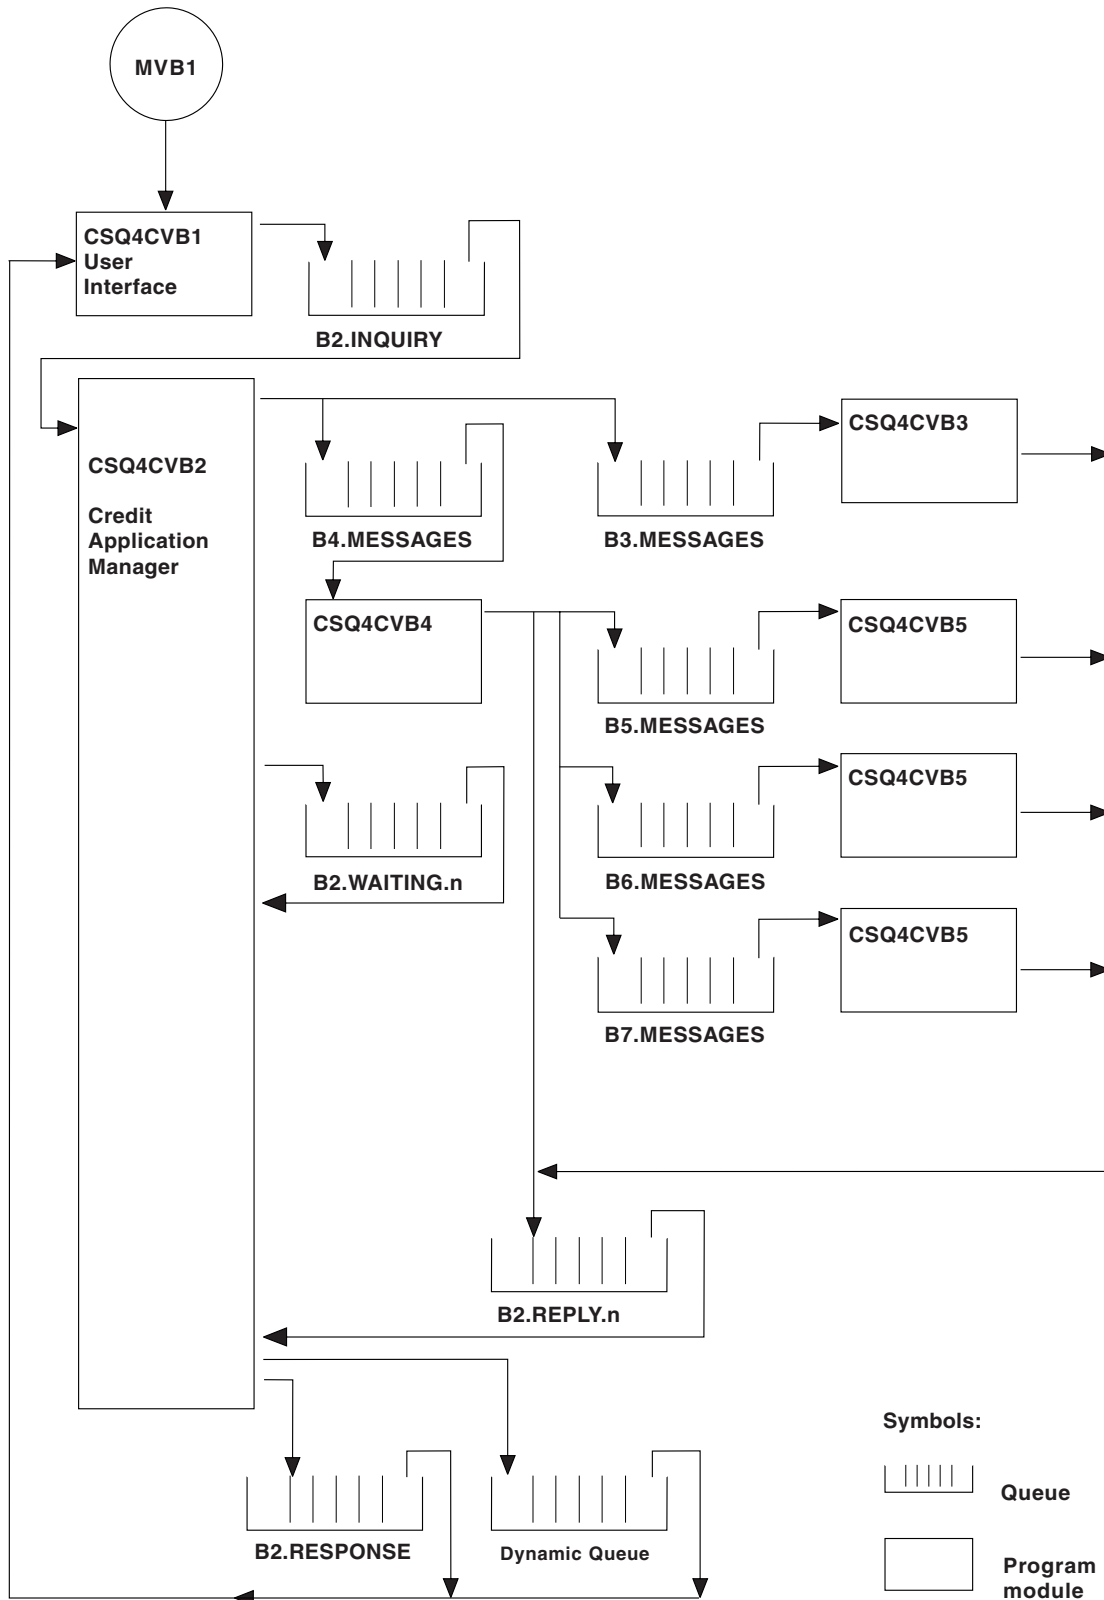 MVB1
CSQ4CVB1
User
Interface
B2.INQUIRY
CSQ4CVB2
Credit
Application
Manager
CSQ4CVB3
B4.MESSAGES
B3.MESSAGES
CSQ4CVB4
CSQ4CVB5
B5.MESSAGES
CSQ4CVB5
B2.WAITING.n
B6.MESSAGES
CSQ4CVB5
B7.MESSAGES
B2.REPLY.n
B2.RESPONSE
Dynamic Queue
Symbols:
Queue
Program
module